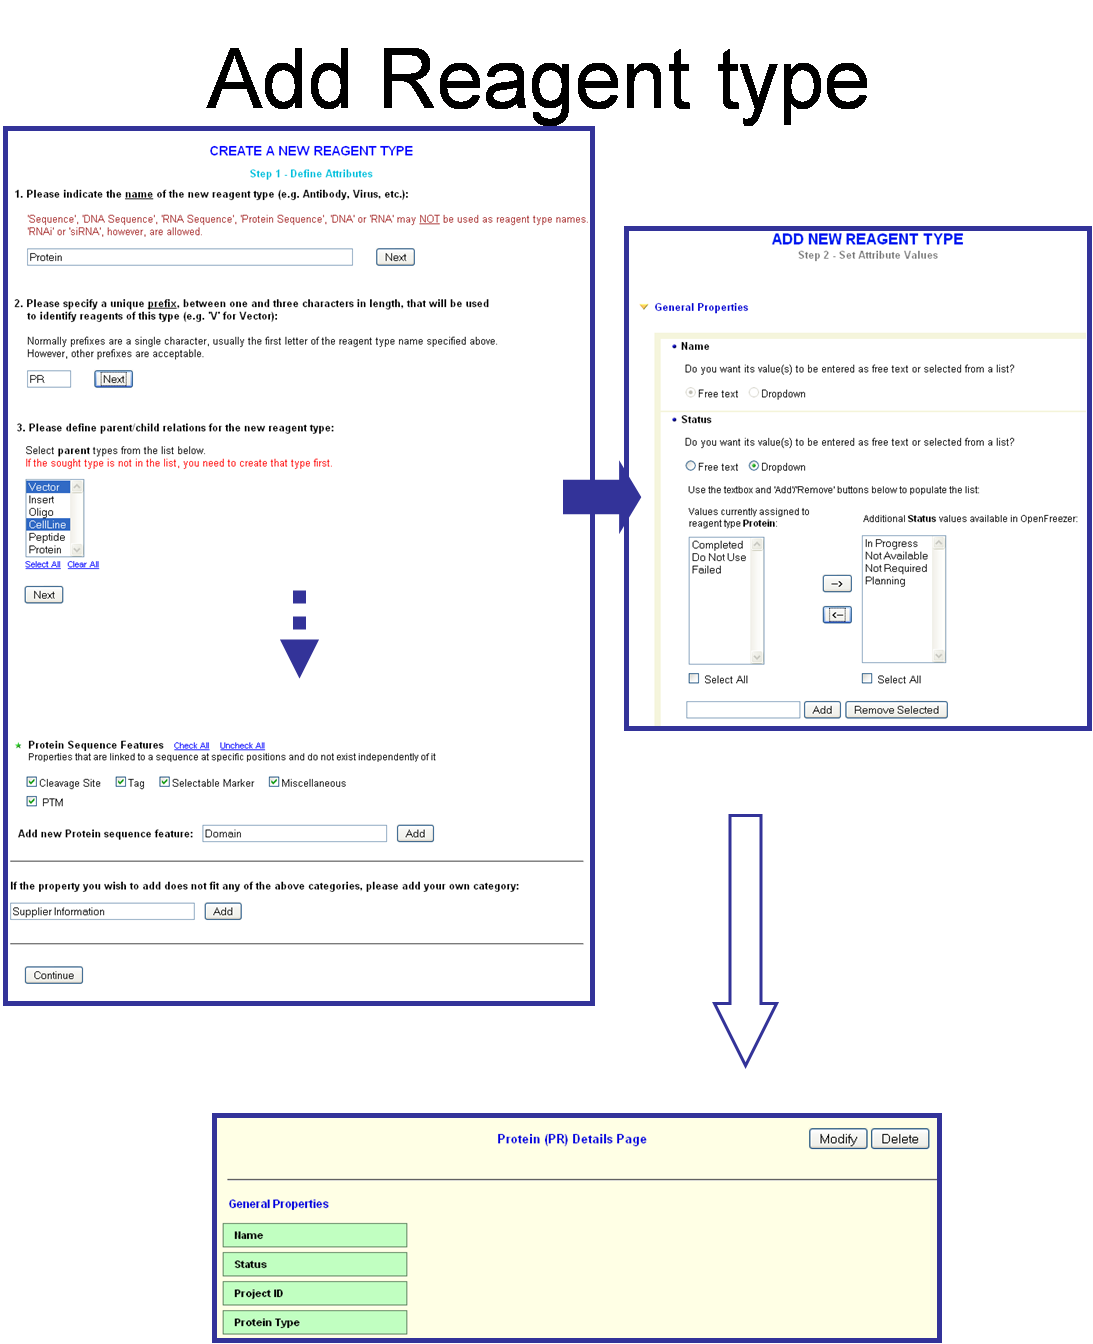 Add Reagent type
CREATE A NEW REAGENT TYPE
Step 1 - Define Attributes
1. Please indicate the name of the new reagent type (e.g. Antibody, Virus, etc.):
'Sequence', 'DNA Sequence', 'RNA Sequence', 'Protein Sequence', 'DNA' or 'RNA' may NOT be used as reagent type names.
'RNAi' or 'siRNA', however, are allowed.
Protein Next
2. Please specify a unique prefix, between one and three characters in length, that will be used
to identify reagents of this type (e.g. 'V' for Vector):
Normally prefixes are a single character, usually the first letter of the reagent type name specified above.
However, other prefixes are acceptable.
PR Next
3. Please define parent/child relations for the new reagent type:
Select parent types from the list below.
If the sought type is not in the list, you need to create that type first.
Vector
Insert
Oligo
CellLine
Peptide
Protein
Select All Clear All
Next
Protein Sequence Features Check All Uncheck All
Properties that are linked to a sequence at specific positions and do not exist independently of it
Cleavage Site Tag Selectable Marker Miscellaneous
PTM
Add new Protein sequence feature: Domain Add
If the property you wish to add does not fit any of the above categories, please add your own category:
Supplier Information Add
Continue
ADD NEW REAGENT TYPE
Step 2 - Set Attribute Values
General Properties
• Name
Do you want its value(s) to be entered as free text or selected from a list?
Free text Dropdown
• Status
Do you want its value(s) to be entered as free text or selected from a list?
Free text Dropdown
Use the textbox and 'Add'/'Remove' buttons below to populate the list:
Values currently assigned to
reagent type Protein:
Completed
Do Not Use
Failed
Select All
-->
<--
Additional Status values available in OpenFreezer:
In Progress
Not Available
Not Required
Planning
Select All
Add Remove Selected
Protein (PR) Details Page Modify Delete
General Properties
Name
Status
Project ID
Protein Type